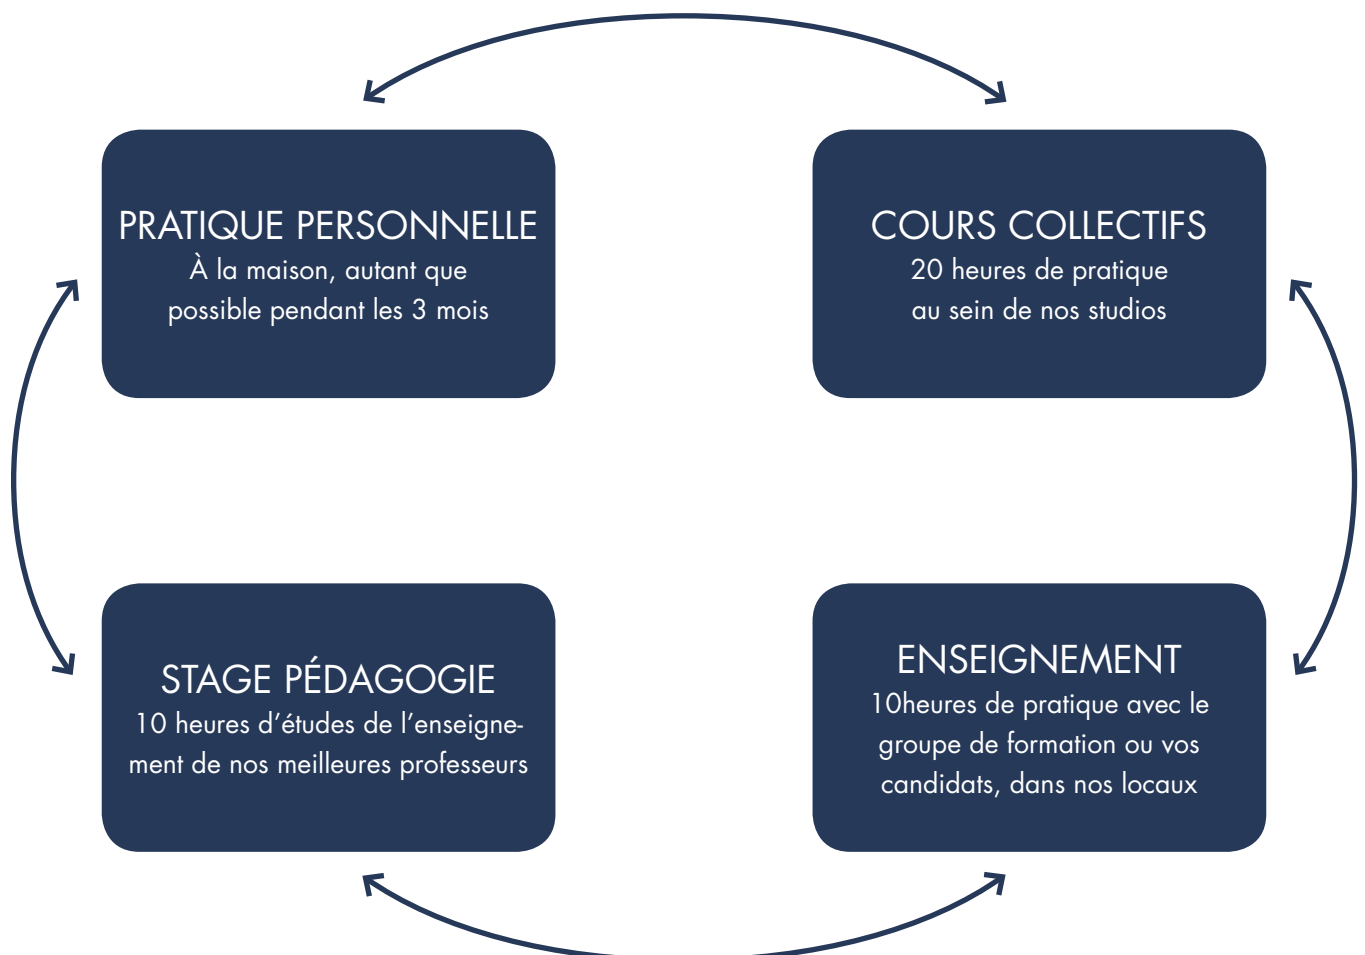 PRATIQUE PERSONNELLE
À la maison, autant que
possible pendant les 3 mois
COURS COLLECTIFS
20 heures de pratique
au sein de nos studios
STAGE PÉDAGOGIE
10 heures d’études de l’enseigne-
ment de nos meilleures professeurs
ENSEIGNEMENT
10heures de pratique avec le
groupe de formation ou vos
candidats, dans nos locaux